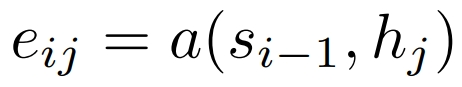 e_{ij} = a(s_{i-1}, h_j)